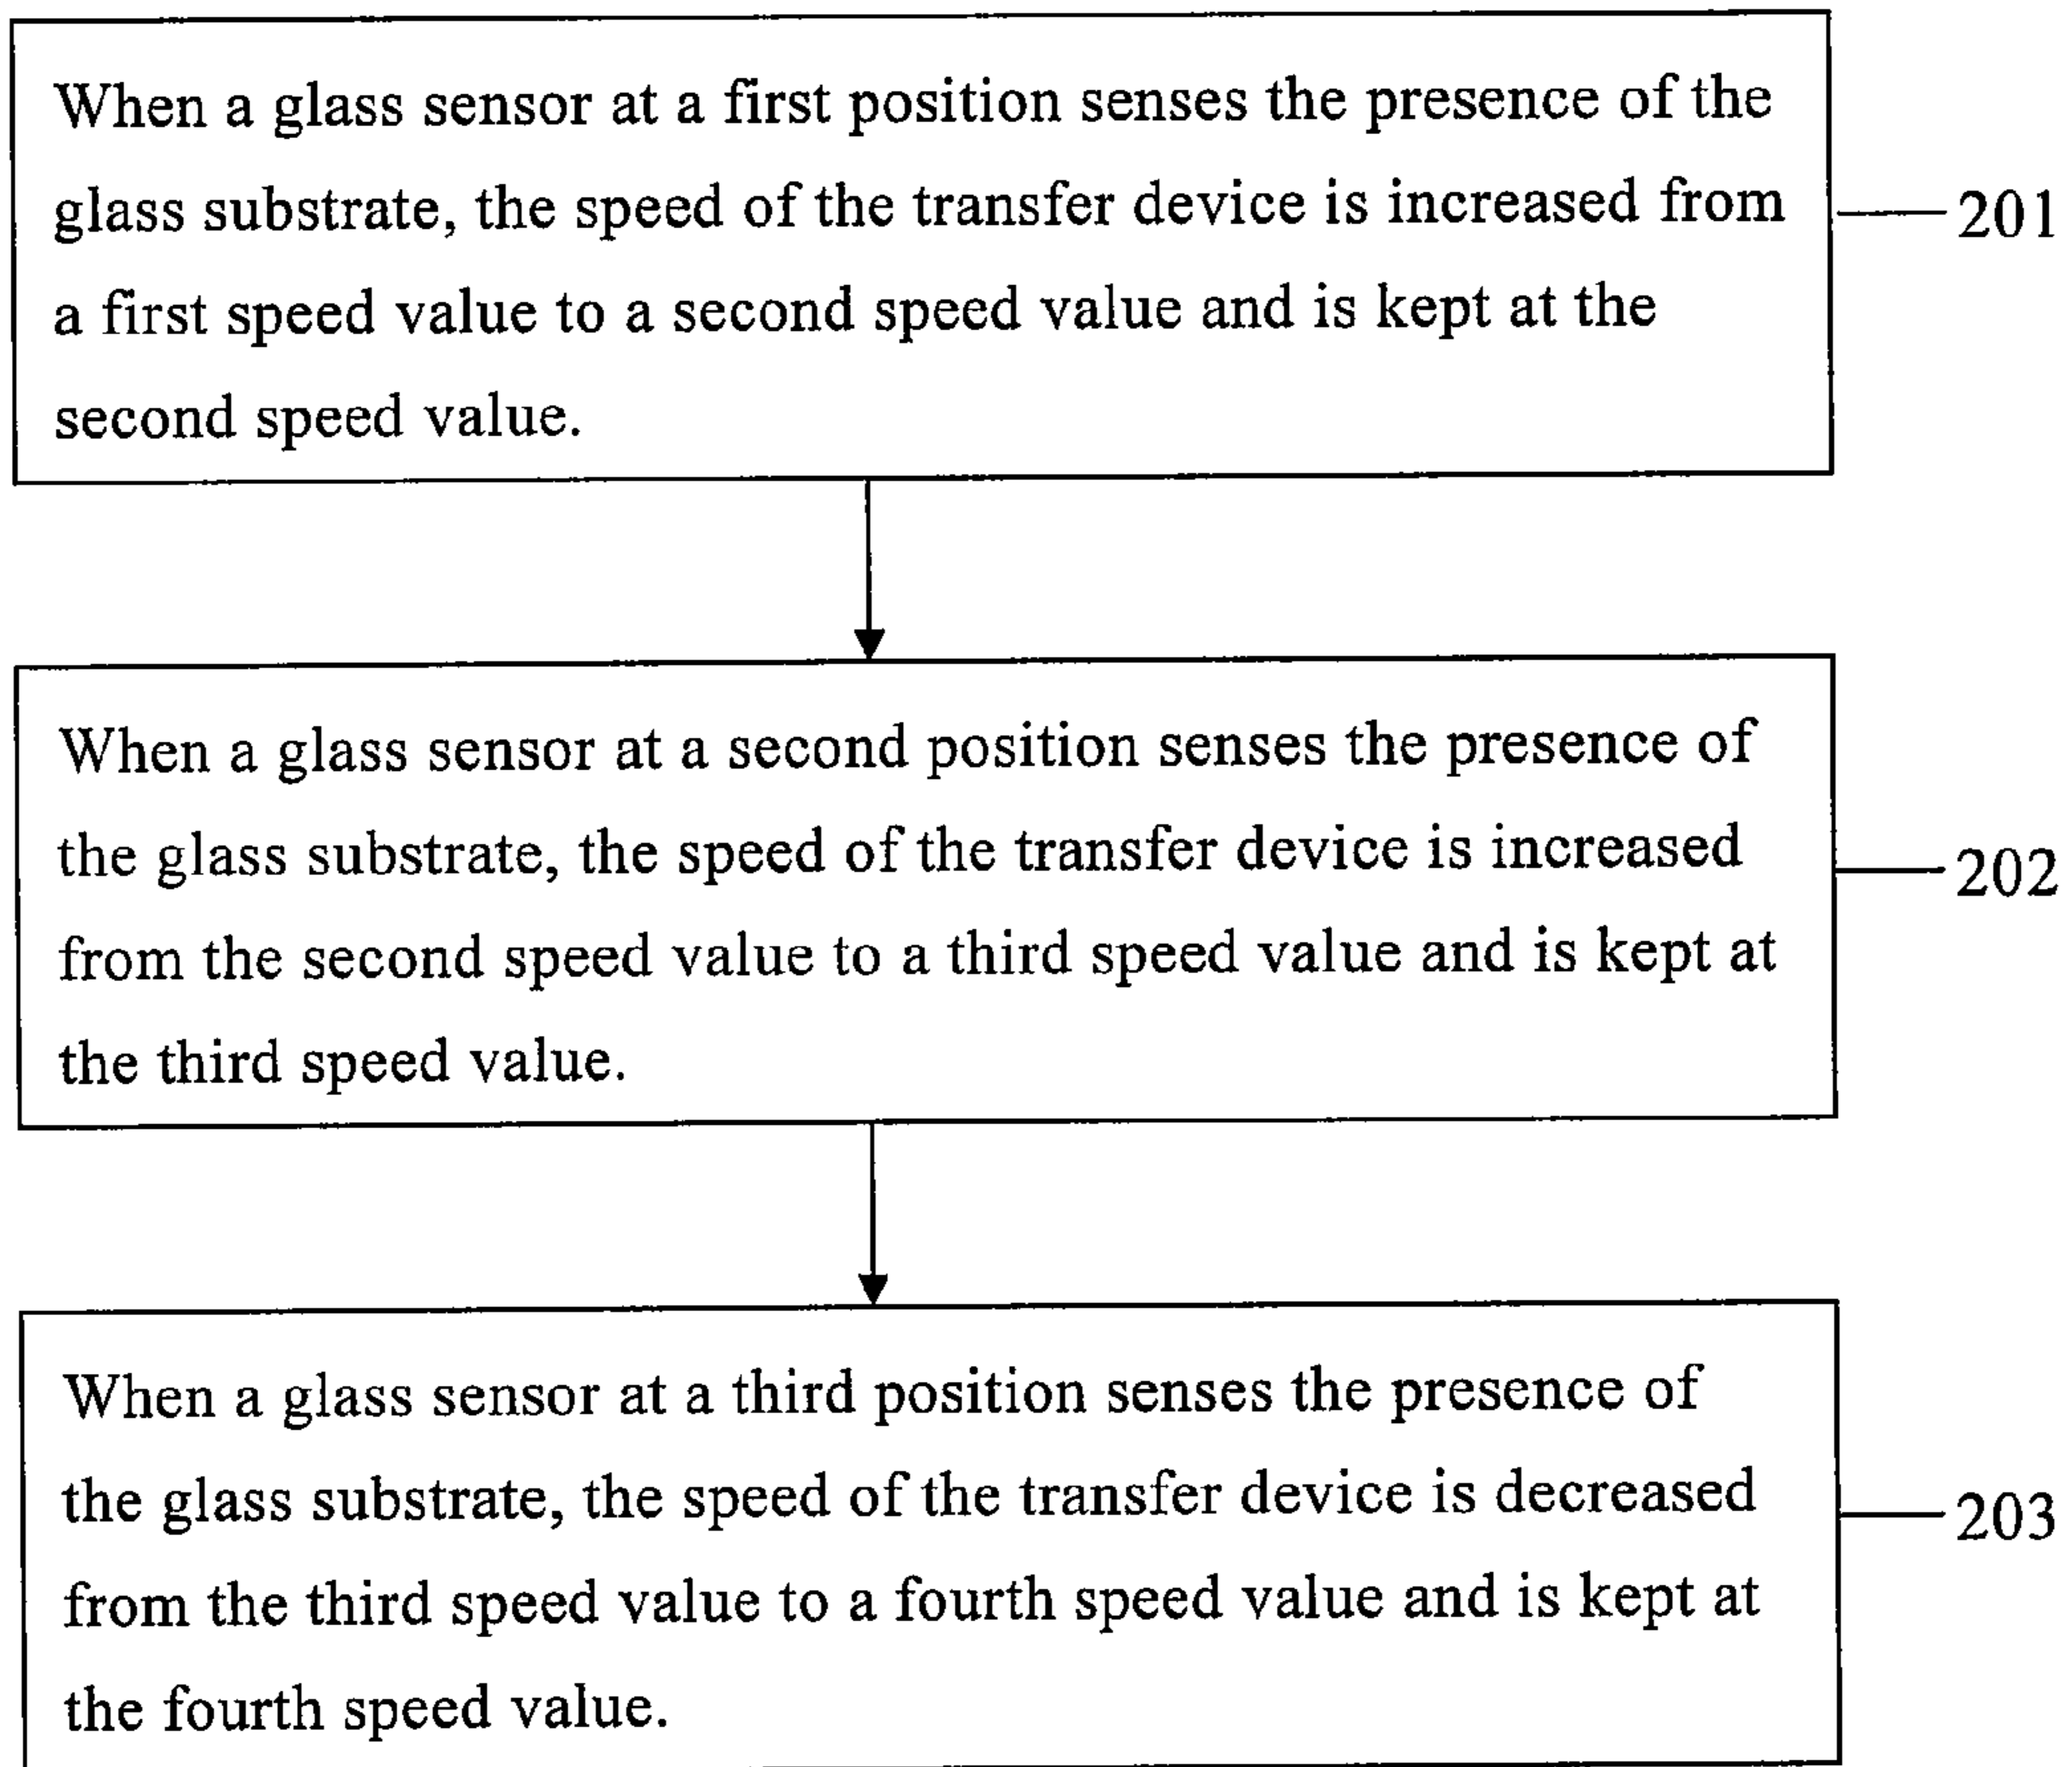 When a glass sensor at a first position senses the presence of the
glass substrate, the speed of the transfer device is increased from
a first speed value to a second speed value and is kept at the
second speed value.
201
When a glass sensor at a second position senses the presence of
the glass substrate, the speed of the transfer device is increased
from the second speed value to a third speed value and is kept at
the third speed value.
202
When a glass sensor at a third position senses the presence of
the glass substrate, the speed of the transfer device is decreased
from the third speed value to a fourth speed value and is kept at
the fourth speed value.
203